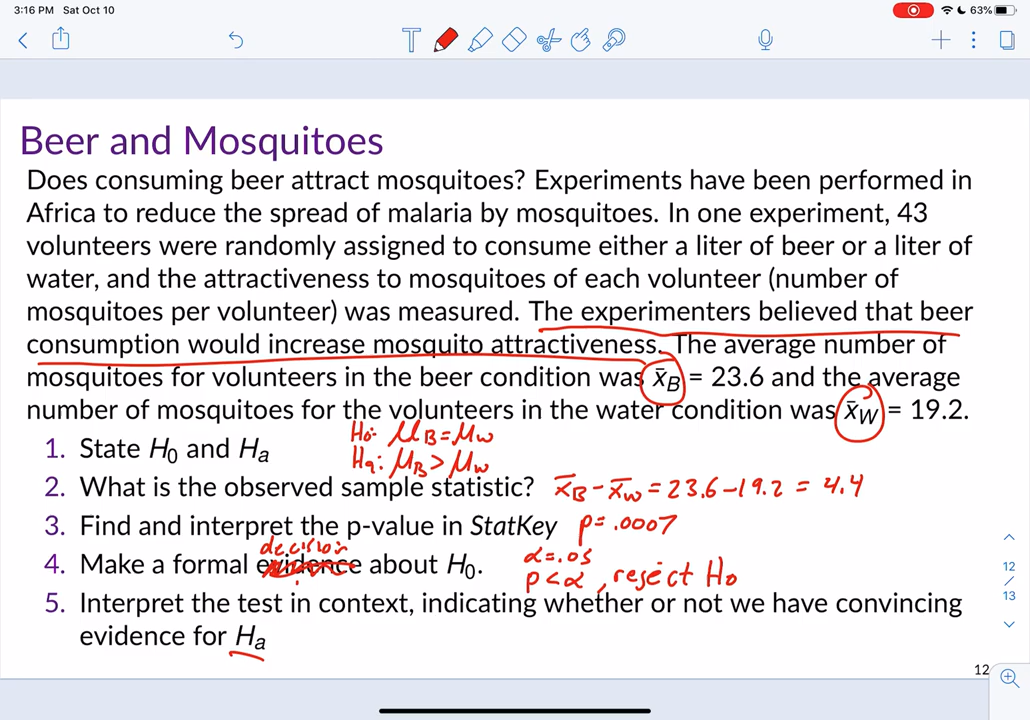 3:16 PM Sat Oct 10
63%
T
Beer and Mosquitoes
Does consuming beer attract mosquitoes? Experiments have been performed in
Africa to reduce the spread of malaria by mosquitoes. In one experiment, 43
volunteers were randomly assigned to consume either a liter of beer or a liter of
water, and the attractiveness to mosquitoes of each volunteer (number of
mosquitoes per volunteer) was measured. The experimenters believed that beer
consumption would increase mosquito attractiveness. The average number of
mosquitoes for volunteers in the beer condition was x̄B = 23.6 and the average
number of mosquitoes for the volunteers in the water condition was x̄W = 19.2.
H₀: μB = μw
1. State H₀ and Hₐ
Hₐ: μB > μw
2. What is the observed sample statistic? x̄B - x̄w = 23.6 - 19.2 = 4.4
3. Find and interpret the p-value in StatKey p = .0007
decision
α = .05
4. Make a formal evidence about H₀.
p < α, reject H₀
5. Interpret the test in context, indicating whether or not we have convincing
evidence for Hₐ
12
/
13
12